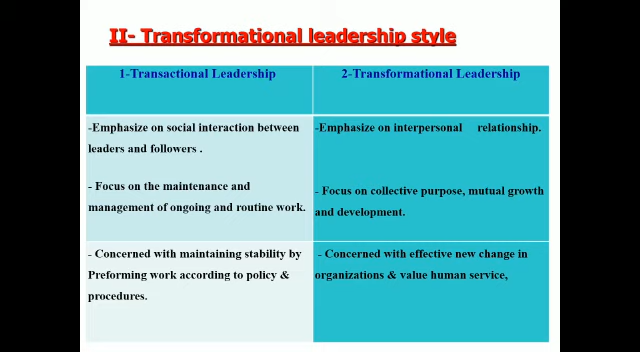 II- Transformational leadership style
1-Transactional Leadership
2-Transformational Leadership
-Emphasize on social interaction between
leaders and followers .
- Focus on the maintenance and
management of ongoing and routine work.
-Emphasize on interpersonal relationship.
- Focus on collective purpose, mutual growth
and development.
- Concerned with maintaining stability by
Preforming work according to policy &
procedures.
- Concerned with effective new change in
organizations & value human service,